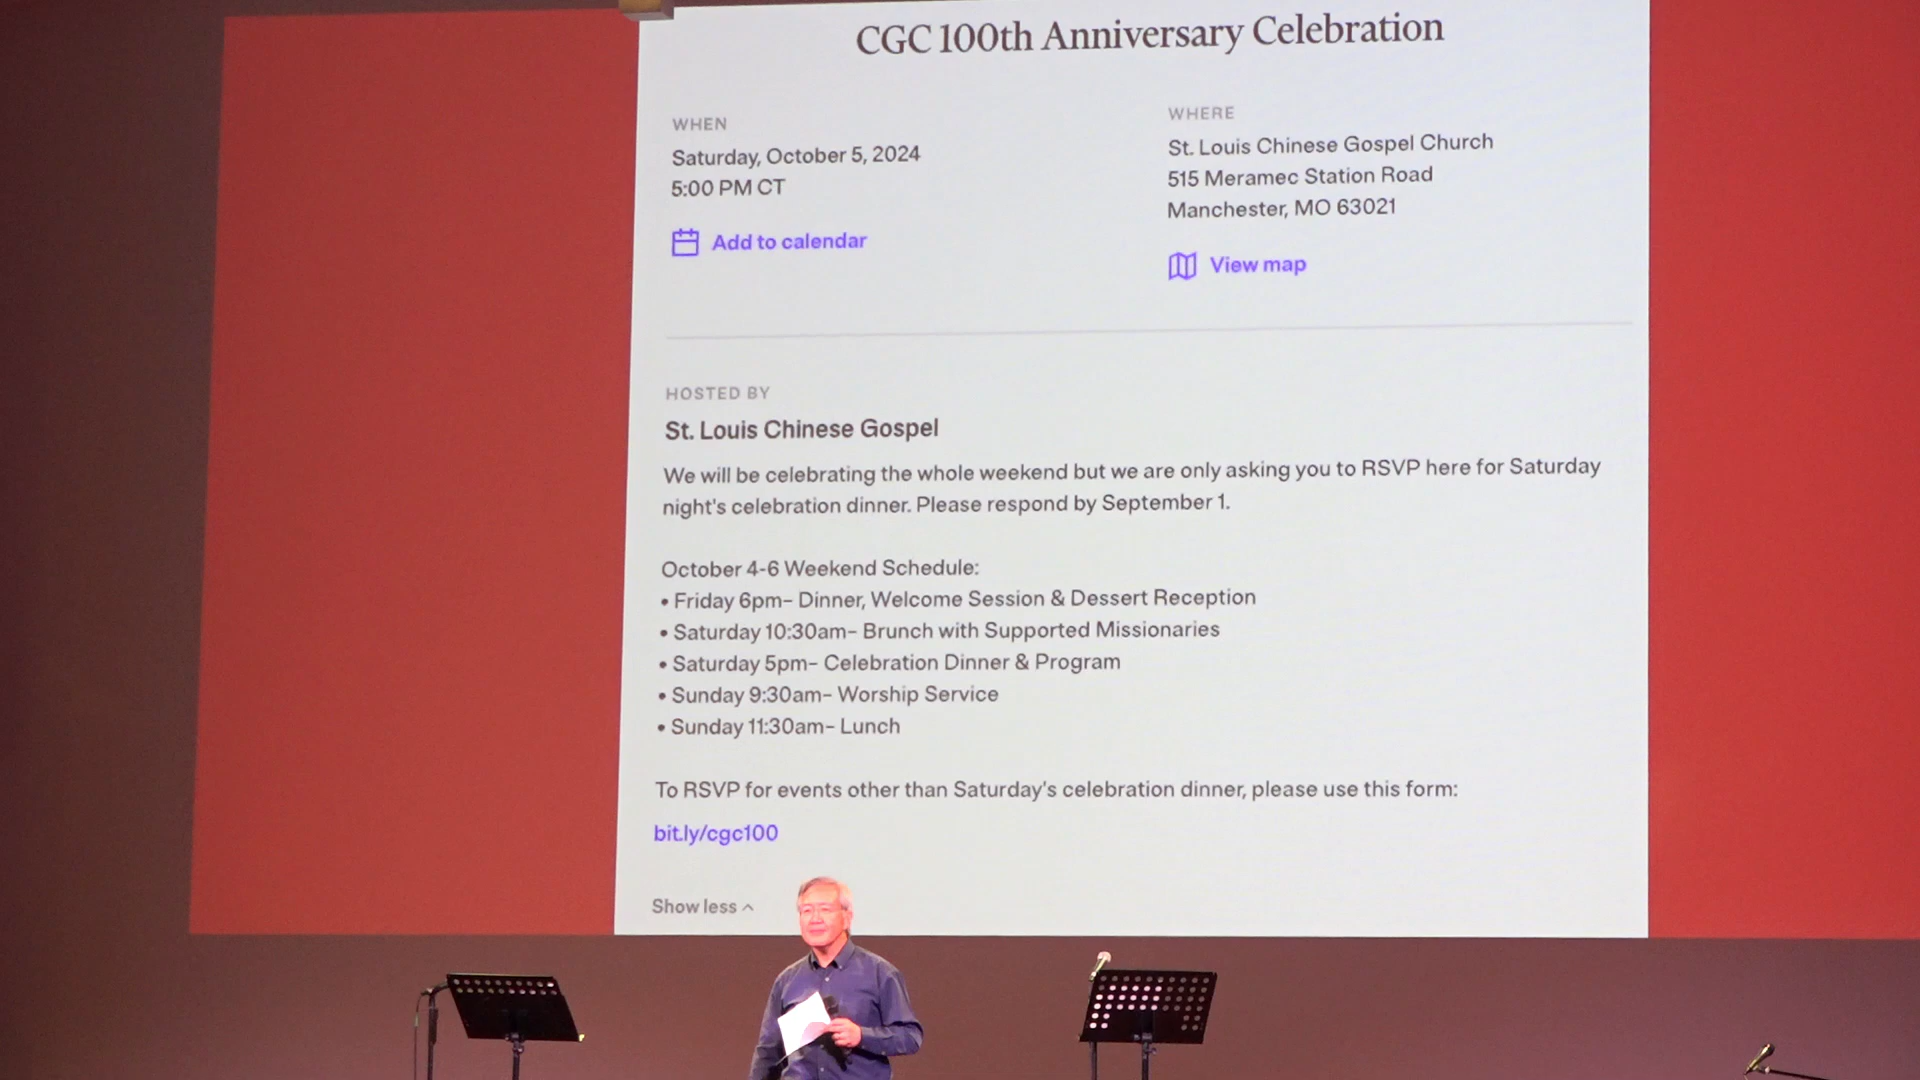 CGC 100th Anniversary Celebration
WHEN
Saturday, October 5, 2024
5:00 PM CT
Add to calendar
WHERE
St. Louis Chinese Gospel Church
515 Meramec Station Road
Manchester, MO 63021
View map
HOSTED BY
St. Louis Chinese Gospel
We will be celebrating the whole weekend but we are only asking you to RSVP here for Saturday
night's celebration dinner. Please respond by September 1.
October 4-6 Weekend Schedule:
• Friday 6pm– Dinner, Welcome Session & Dessert Reception
• Saturday 10:30am– Brunch with Supported Missionaries
• Saturday 5pm– Celebration Dinner & Program
• Sunday 9:30am– Worship Service
• Sunday 11:30am– Lunch
To RSVP for events other than Saturday's celebration dinner, please use this form:
bit.ly/cgc100
Show less